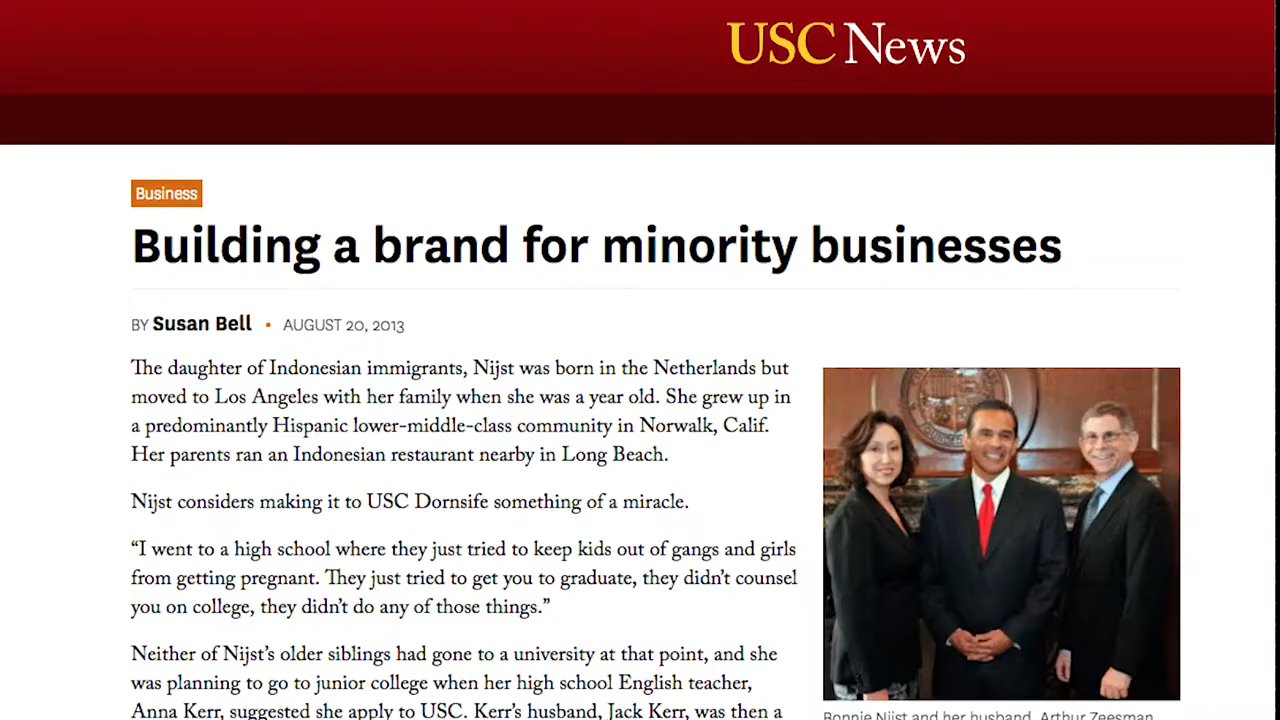 USC News
Business
Building a brand for minority businesses
BY Susan Bell • AUGUST 20, 2013
The daughter of Indonesian immigrants, Nijst was born in the Netherlands but
moved to Los Angeles with her family when she was a year old. She grew up in
a predominantly Hispanic lower-middle-class community in Norwalk, Calif.
Her parents ran an Indonesian restaurant nearby in Long Beach.
Nijst considers making it to USC Dornsife something of a miracle.
“I went to a high school where they just tried to keep kids out of gangs and girls
from getting pregnant. They just tried to get you to graduate, they didn’t counsel
you on college, they didn’t do any of those things.”
Neither of Nijst’s older siblings had gone to a university at that point, and she
was planning to go to junior college when her high school English teacher,
Anna Kerr, suggested she apply to USC. Kerr’s husband, Jack Kerr, was then a
Bonnie Nijst and her husband, Arthur Zeesman,